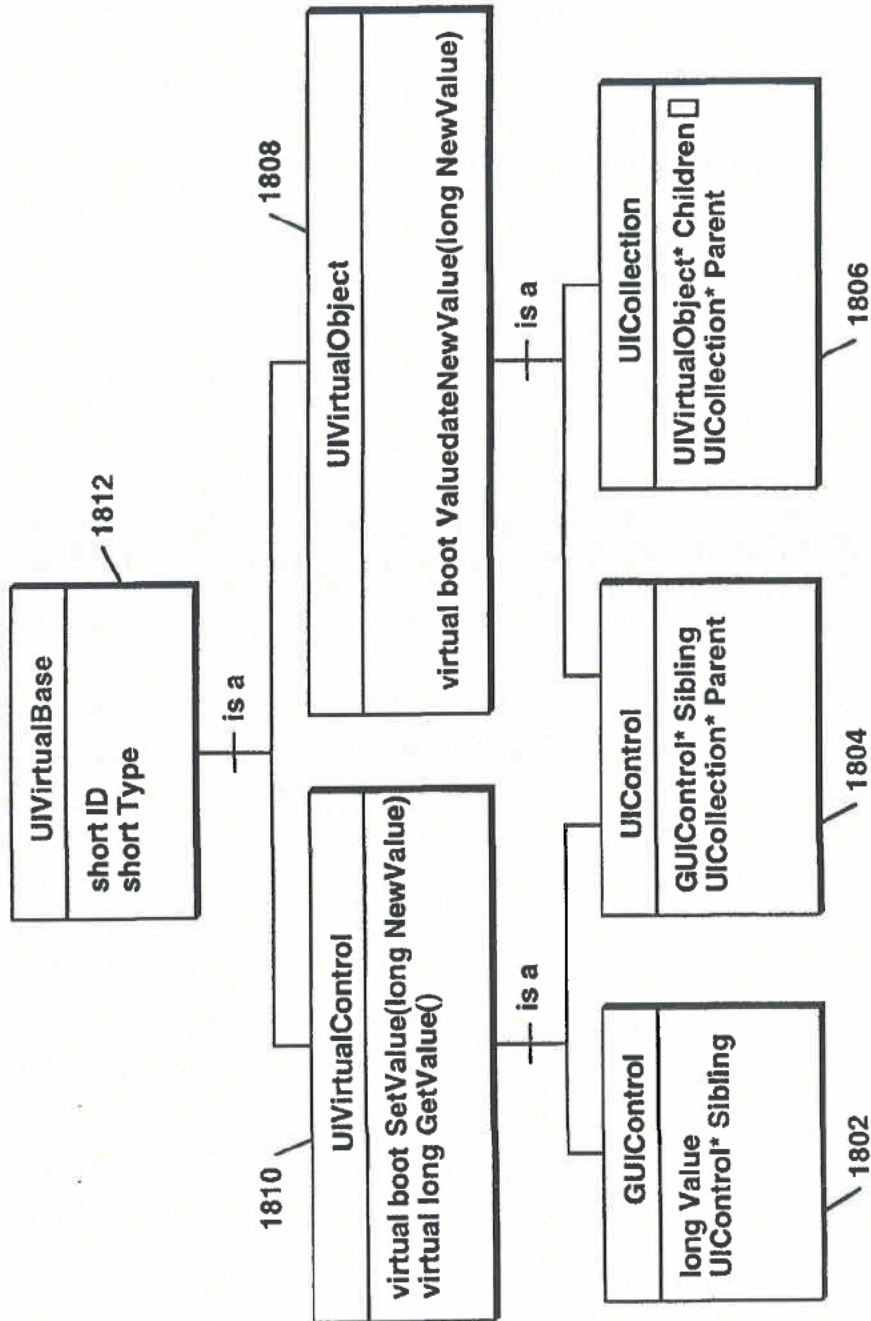 UIVirtualBase
short ID
short Type
1812
is a
1810
UIVirtualControl
virtual boot SetValue(long NewValue)
virtual long GetValue()
1808
UIVirtualObject
virtual boot ValuedateNewValue(long NewValue)
is a
is a
GUIControl
long Value
UIControl* Sibling
1802
UIControl
GUIControl* Sibling
UICollection* Parent
1804
UICollection
UIVirtualObject* Children[]
UICollection* Parent
1806